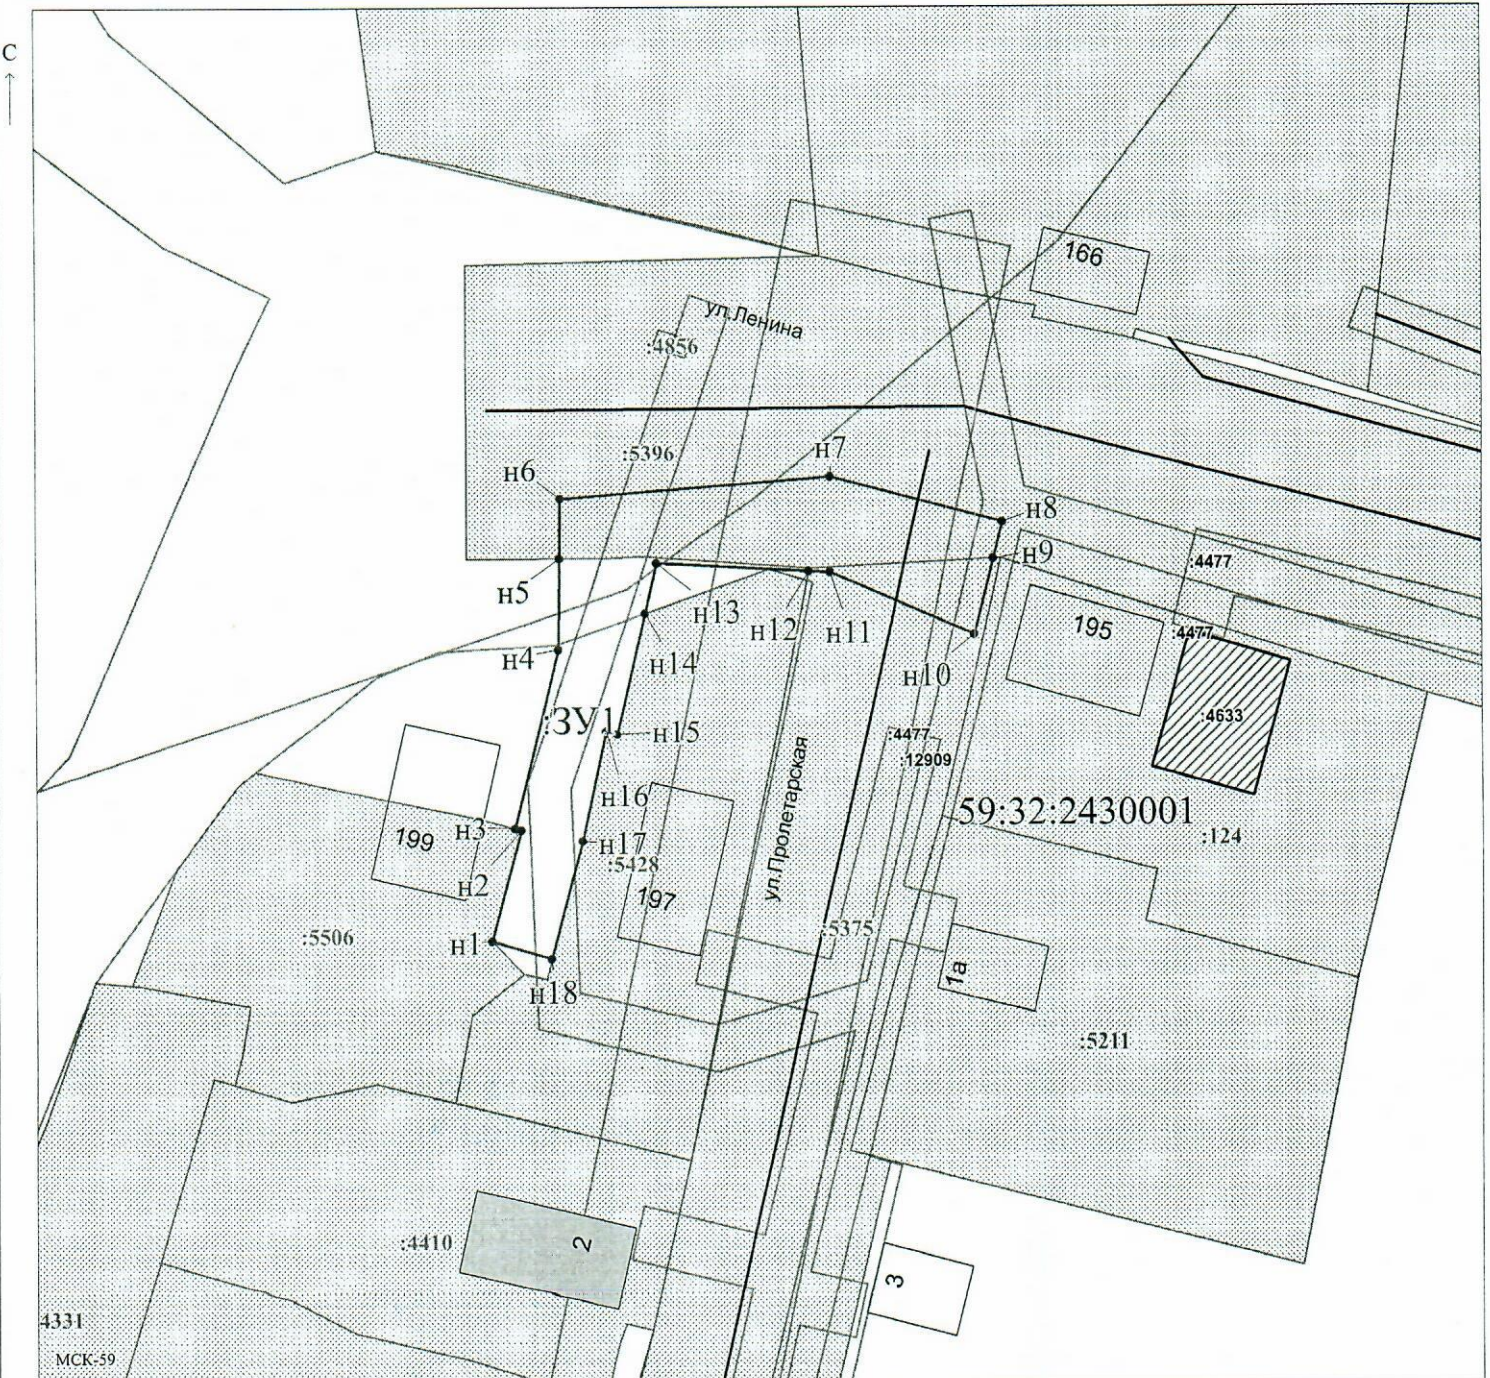 С
166
ул.Ленина
:4856
:5396
н7
н6
н8
н9
:4477
н5
н13
н12
н11
195
:4477
н4
н14
н10
:ЗУ1
н15
:4633
:4477
:12909
ул.Пролетарская
н16
59:32:2430001
н3
199
н17
:124
:5428
н2
197
:5506
н1
:5375
1а
н18
:5211
:4410
2
3
4331
МСК-59